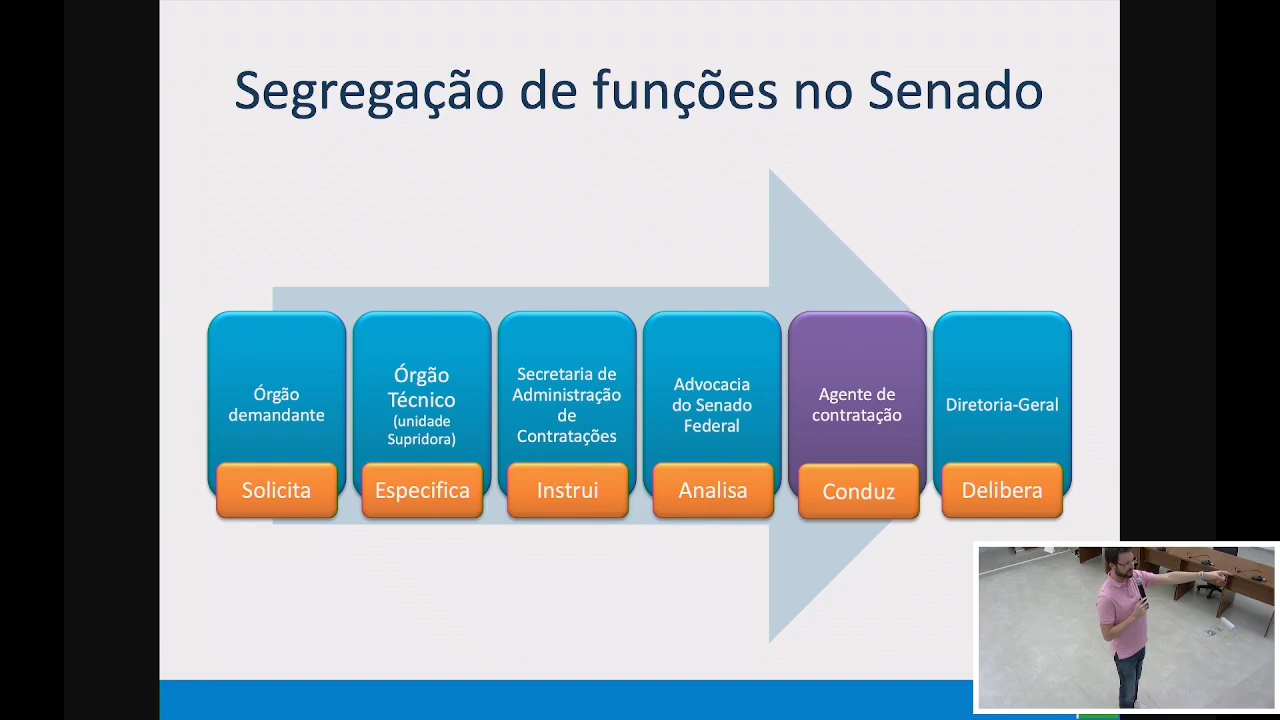 Segregação de funções no Senado
Órgão
demandante
Solicita
Órgão
Técnico
(unidade
Supridora)
Especifica
Secretaria de
Administração
de
Contratações
Instrui
Advocacia
do Senado
Federal
Analisa
Agente de
contratação
Conduz
Diretoria-Geral
Delibera